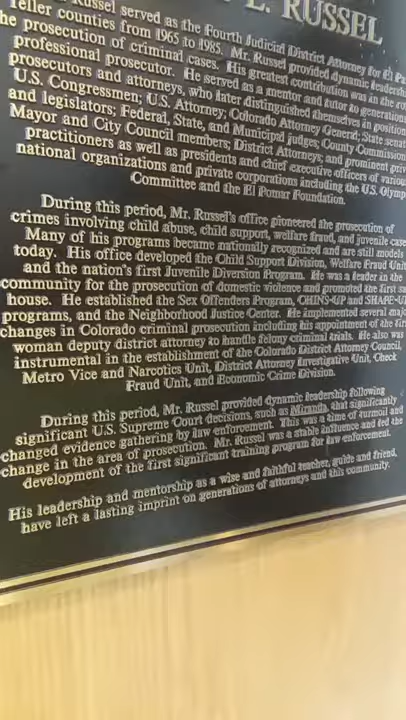 L. RUSSEL
Russel served as the Fourth Judicial District Attorney for El Pa
Teller counties from 1965 to 1985. Mr. Russel provided dynamic leadersh
the prosecution of criminal cases. His greatest contribution was in the ro
professional prosecutor. He served as a mentor and tutor to generations
prosecutors and attorneys, who later distinguished themselves in position
U.S. Congressmen; U.S. Attorney; Colorado Attorney General; State senat
and legislators; Federal, State, and Municipal judges; County Commission
Mayor and City Council members; District Attorneys; and prominent priv
practitioners as well as presidents and chief executive officers of variou
national organizations and private corporations including the U.S. Olymp
Committee and the El Pomar Foundation.
During this period, Mr. Russel's office pioneered the prosecution of
crimes involving child abuse, child support, welfare fraud, and juvenile case
Many of his programs became nationally recognized and are still models
today. His office developed the Child Support Division, Welfare Fraud Unit
and the nation's first Juvenile Diversion Program. He was a leader in the
community for the prosecution of domestic violence and promoted the first sa
house. He established the Sex Offenders Program, CHINS-UP and SHARE-U
programs, and the Neighborhood Justice Center. He implemented several majo
changes in Colorado criminal prosecution including his appointment of the firs
woman deputy district attorney to handle felony criminal trials. He also was
instrumental in the establishment of the Colorado District Attorney Council,
Metro Vice and Narcotics Unit, District Attorney Investigative Unit, Check
Fraud Unit, and Economic Crime Division.
During this period, Mr. Russel provided dynamic leadership following
significant U.S. Supreme Court decisions, such as Miranda, that significantly
changed evidence gathering by law enforcement. This was a time of turmoil and
change in the area of prosecution. Mr. Russel was a stable influence and led the
development of the first significant training program for law enforcement.
His leadership and mentorship as a wise and faithful teacher, guide and friend,
have left a lasting imprint on generations of attorneys and this community.